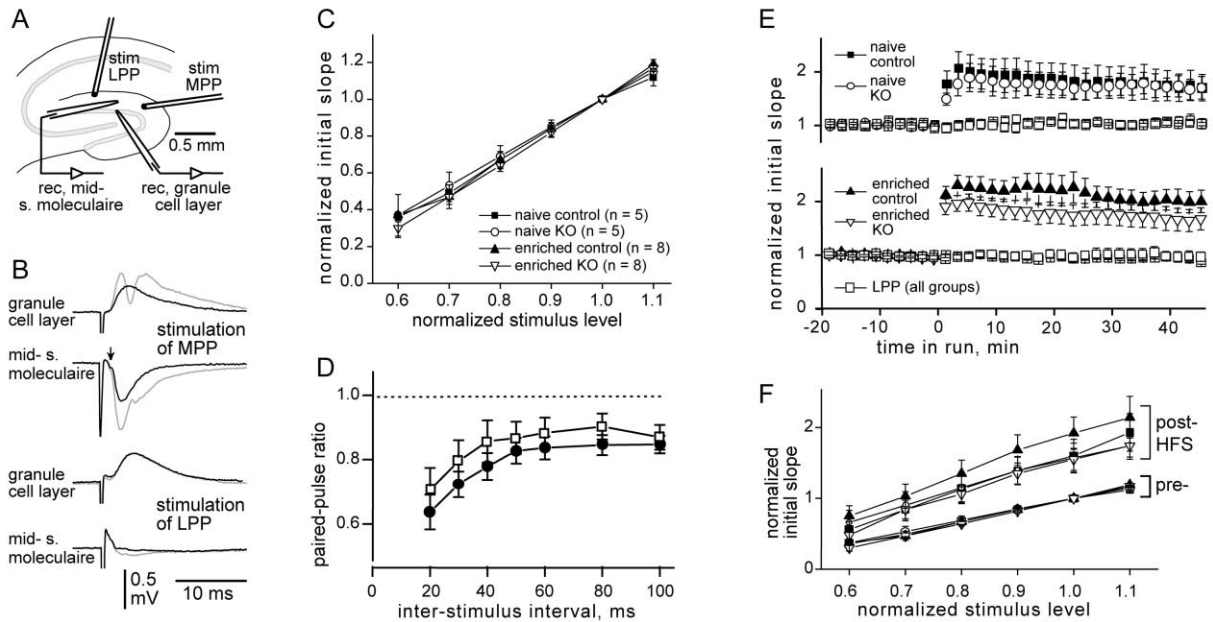 A
stim
LPP
stim
MPP
0.5 mm
rec, mid-
s. moleculaire
rec, granule
cell layer
B
granule
cell layer
stimulation
of MPP
mid- s.
moleculaire
granule
cell layer
stimulation
of LPP
mid- s.
moleculaire
0.5
mV
10 ms
C
normalized initial slope
1.2
1.0
0.8
0.6
0.4
0.2
0.0
naive control (n = 5)
naive KO (n = 5)
enriched control (n = 8)
enriched KO (n = 8)
0.6 0.7 0.8 0.9 1.0 1.1
normalized stimulus level
D
paired-pulse ratio
1.0
0.8
0.6
0 20 40 60 80 100
inter-stimulus interval, ms
E
normalized initial slope
naive
control
naive
KO
2
1
enriched
control
enriched
KO
2
1
LPP (all groups)
0
-20 -10 0 10 20 30 40
time in run, min
F
normalized
initial slope
2
1
0
post-
HFS
pre-
0.6 0.7 0.8 0.9 1.0 1.1
normalized stimulus level